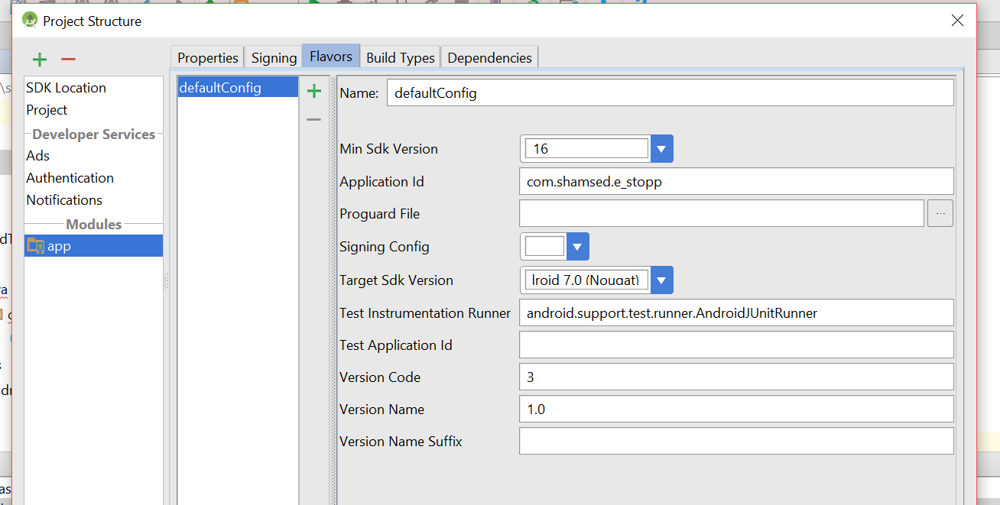 Project Structure
Properties
Signing
Flavors
Build Types
Dependencies
SDK Location
Project
Developer Services
Ads
Authentication
Notifications
Modules
app
defaultConfig
Name: defaultConfig
Min Sdk Version 16
Application Id com.shamsed.e_stopp
Proguard File ...
Signing Config
Target Sdk Version lroid 7.0 (Nougat)
Test Instrumentation Runner android.support.test.runner.AndroidJUnitRunner
Test Application Id
Version Code 3
Version Name 1.0
Version Name Suffix